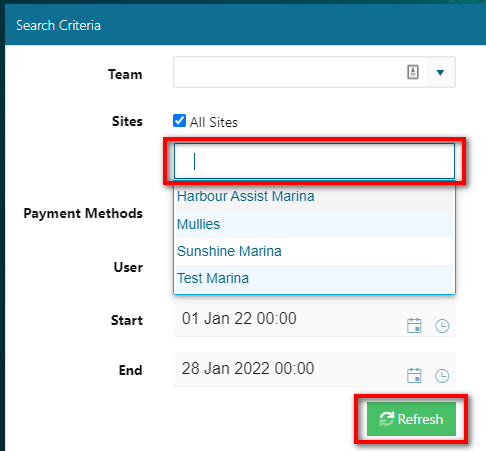 Search Criteria
Team
Sites
All Sites
Harbour Assist Marina
Payment Methods
Mullies
Sunshine Marina
User
Test Marina
Start
01 Jan 22 00:00
End
28 Jan 2022 00:00
Refresh